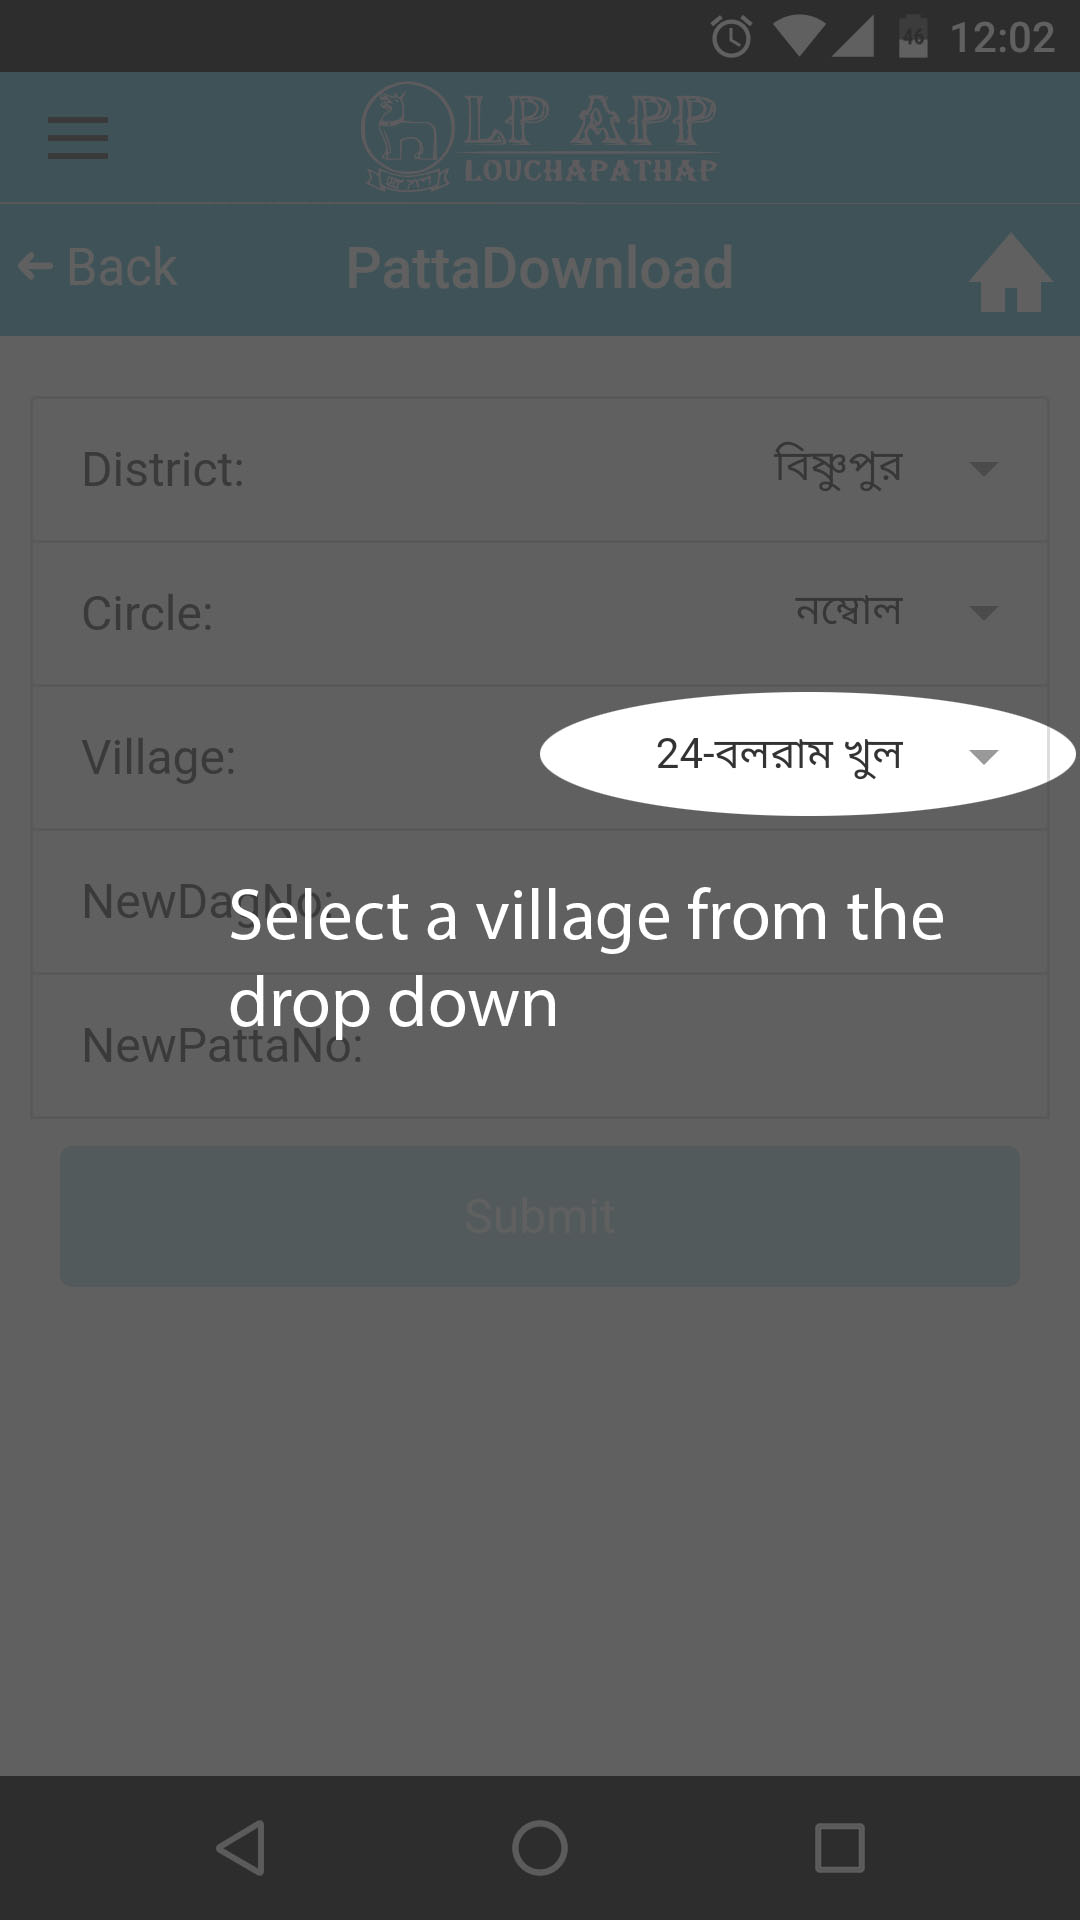 46 12:02
LP APP
LOUCHAPATHAP
Back PattaDownload
District: বিষ্ণুপুর
Circle: নম্বোল
Village: 24-বলরাম খুল
NewDagNo:
Select a village from the
drop down
NewPattaNo:
Submit